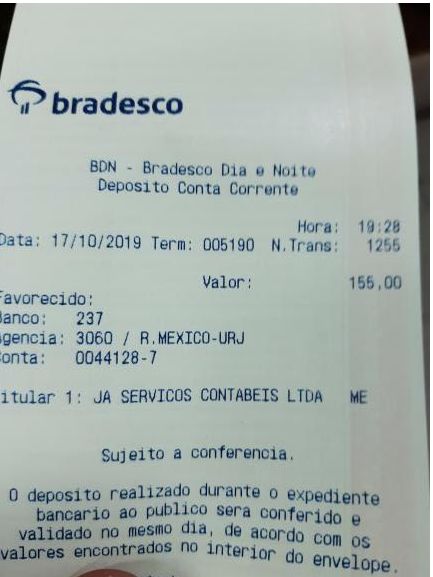 bradesco
BDN - Bradesco Dia e Noite
Deposito Conta Corrente
Hora: 19:28
Data: 17/10/2019 Term: 005190 N.Trans: 1255
Valor: 155,00
Favorecido:
Banco: 237
Agencia: 3060 / R.MEXICO-URJ
Conta: 0044128-7
itular 1: JA SERVICOS CONTABEIS LTDA ME
Sujeito a conferencia.
O deposito realizado durante o expediente
bancario ao publico sera conferido e
validado no mesmo dia, de acordo com os
valores encontrados no interior do envelope.